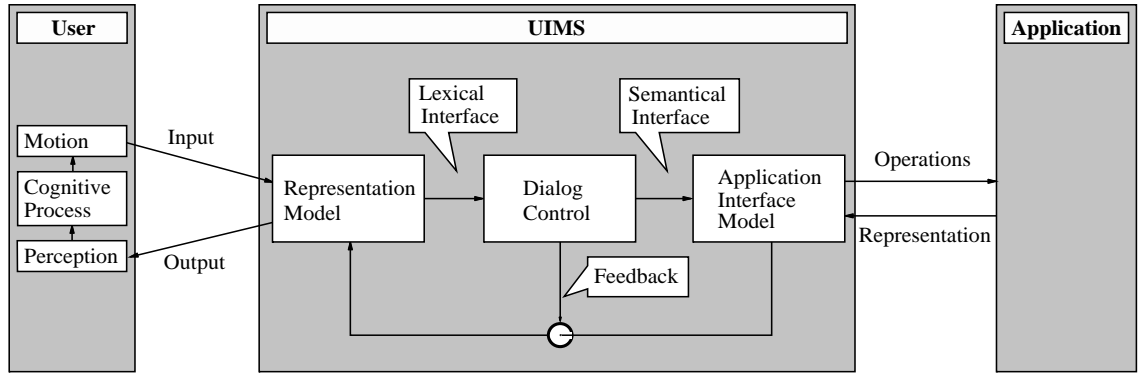 User
UIMS
Application
Motion
Cognitive
Process
Perception
Input
Output
Lexical
Interface
Semantical
Interface
Representation
Model
Dialog
Control
Application
Interface
Model
Feedback
Operations
Representation